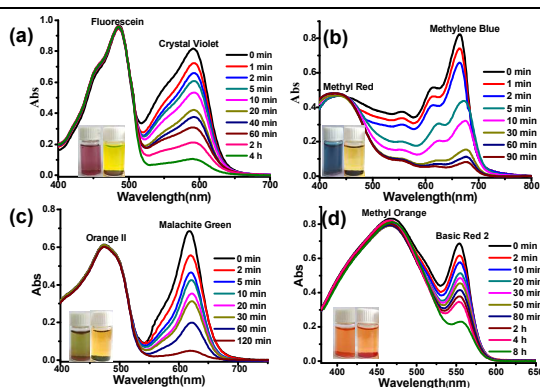 (a)
Fluorescein
Crystal Violet
0 min
1 min
2 min
5 min
10 min
20 min
40 min
60 min
2 h
4 h
Abs
1.0
0.8
0.6
0.4
0.2
0.0
400 500 600 700
Wavelength(nm)
(b)
Methylene Blue
Methyl Red
0 min
1 min
2 min
5 min
10 min
30 min
60 min
90 min
Abs
0.8
0.6
0.4
0.2
0.0
400 500 600 700 800
Wavelength(nm)
(c)
Orange II
Malachite Green
0 min
2 min
5 min
10 min
20 min
30 min
60 min
120 min
Abs
0.8
0.6
0.4
0.2
0.0
400 500 600 700
Wavelength(nm)
(d)
Methyl Orange
Basic Red 2
0 min
2 min
10 min
20 min
30 min
50 min
80 min
2 h
4 h
8 h
Abs
0.8
0.6
0.4
0.2
0.0
400 450 500 550 600 650
Wavelength(nm)